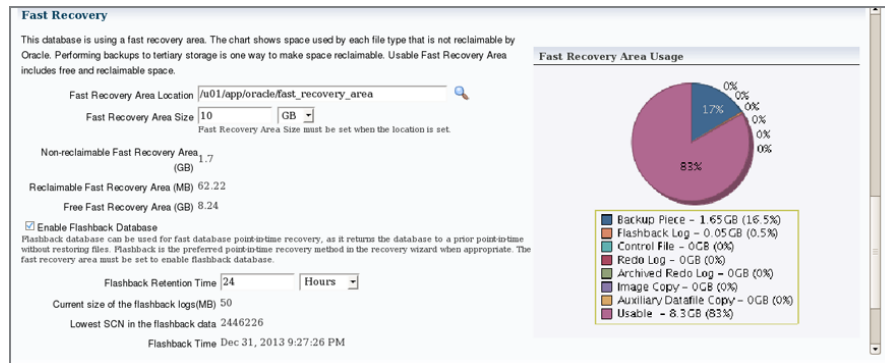 Fast Recovery
This database is using a fast recovery area. The chart shows space used by each file type that is not reclaimable by
Oracle. Performing backups to tertiary storage is one way to make space reclaimable. Usable Fast Recovery Area
includes free and reclaimable space.
Fast Recovery Area Location /u01/app/oracle/fast_recovery_area
Fast Recovery Area Size 10 GB
Fast Recovery Area Size must be set when the location is set.
Non-reclaimable Fast Recovery Area
(GB) 1.7
Reclaimable Fast Recovery Area (MB) 62.22
Free Fast Recovery Area (GB) 8.24
Enable Flashback Database
Flashback database can be used for fast database point-in-time recovery, as it returns the database to a prior point-in-time
without restoring files. Flashback is the preferred point-in-time recovery method in the recovery wizard when appropriate. The
fast recovery area must be set to enable flashback database.
Flashback Retention Time 24 Hours
Current size of the flashback logs(MB) 50
Lowest SCN in the flashback data 2446226
Flashback Time Dec 31, 2013 9:27:26 PM
Fast Recovery Area Usage
0%
0%
0%
0%
0%
0%
17%
83%
Backup Piece - 1.65GB (16.5%)
Flashback Log - 0.05GB (0.5%)
Control File - 0GB (0%)
Redo Log - 0GB (0%)
Archived Redo Log - 0GB (0%)
Image Copy - 0GB (0%)
Auxiliary Datafile Copy - 0GB (0%)
Usable - 8.3GB (83%)